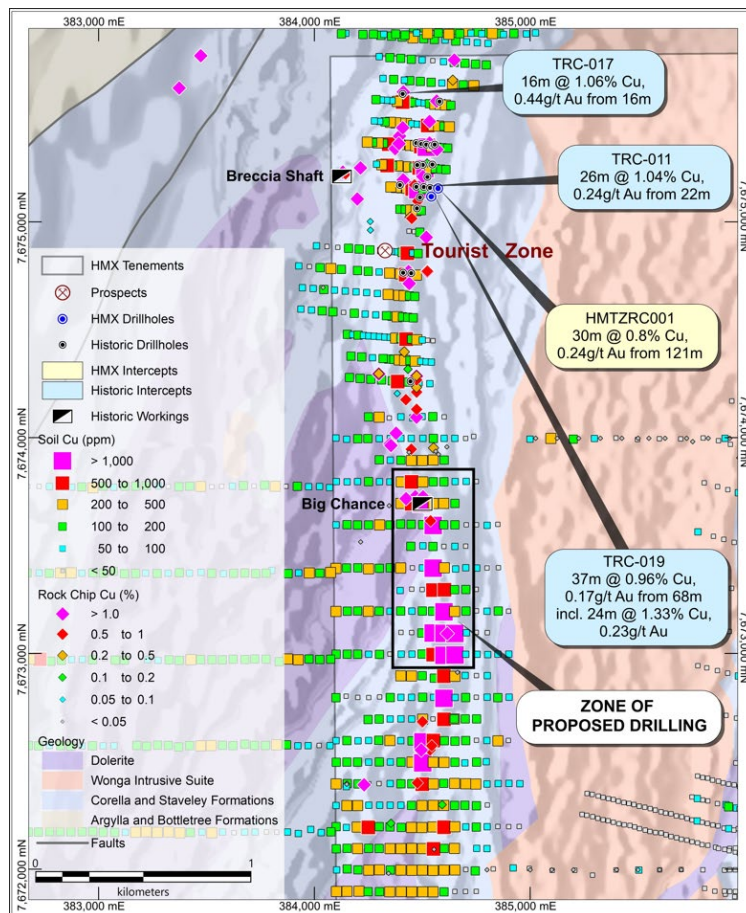 383,000 mE
384,000 mE
385,000 mE
TRC-017
16m @ 1.06% Cu,
0.44g/t Au from 16m
Breccia Shaft
TRC-011
26m @ 1.04% Cu,
0.24g/t Au from 22m
7,675,000 mN
7,675,000 mN
Tourist Zone
HMX Tenements
Prospects
HMX Drillholes
Historic Drillholes
HMX Intercepts
Historic Intercepts
Historic Workings
HMTZRC001
30m @ 0.8% Cu,
0.24g/t Au from 121m
7,674,000 mN
7,674,000 mN
Soil Cu (ppm)
> 1,000
500 to 1,000
200 to 500
100 to 200
50 to 100
< 50
Big Chance
Rock Chip Cu (%)
> 1.0
0.5 to 1
0.2 to 0.5
0.1 to 0.2
0.05 to 0.1
< 0.05
TRC-019
37m @ 0.96% Cu,
0.17g/t Au from 68m
incl. 24m @ 1.33% Cu,
0.23g/t Au
7,673,000 mN
7,673,000 mN
ZONE OF
PROPOSED DRILLING
Geology
Dolerite
Wonga Intrusive Suite
Corella and Staveley Formations
Argylla and Bottletree Formations
Faults
0
1
kilometers
7,672,000 mN
7,672,000 mN
383,000 mE
384,000 mE
385,000 mE